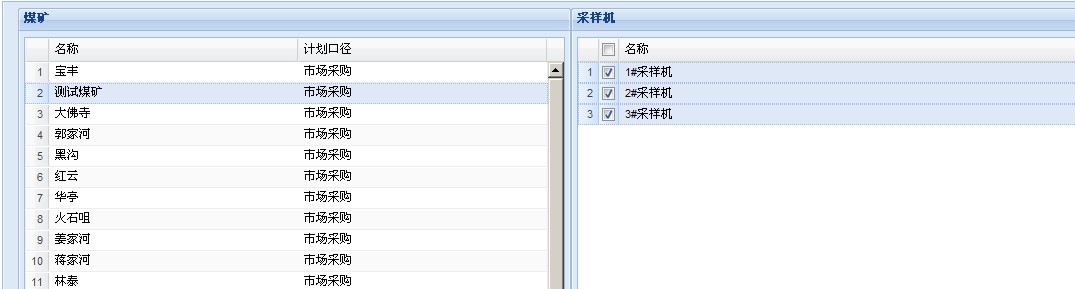 煤矿
名称 计划口径
1 宝丰 市场采购
2 测试煤矿 市场采购
3 大佛寺 市场采购
4 郭家河 市场采购
5 黑沟 市场采购
6 红云 市场采购
7 华亭 市场采购
8 火石咀 市场采购
9 姜家河 市场采购
10 蒋家河 市场采购
11 林泰 市场采购
采样机
名称
1 1#采样机
2 2#采样机
3 3#采样机